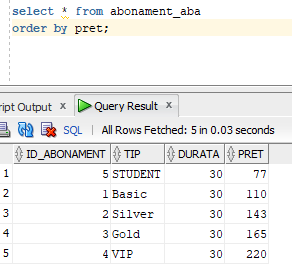 select * from abonament_aba
order by pret;
ript Output x Query Result x
SQL | All Rows Fetched: 5 in 0.03 seconds
ID_ABONAMENT TIP DURATA PRET
1 5 STUDENT 30 77
2 1 Basic 30 110
3 2 Silver 30 143
4 3 Gold 30 165
5 4 VIP 30 220